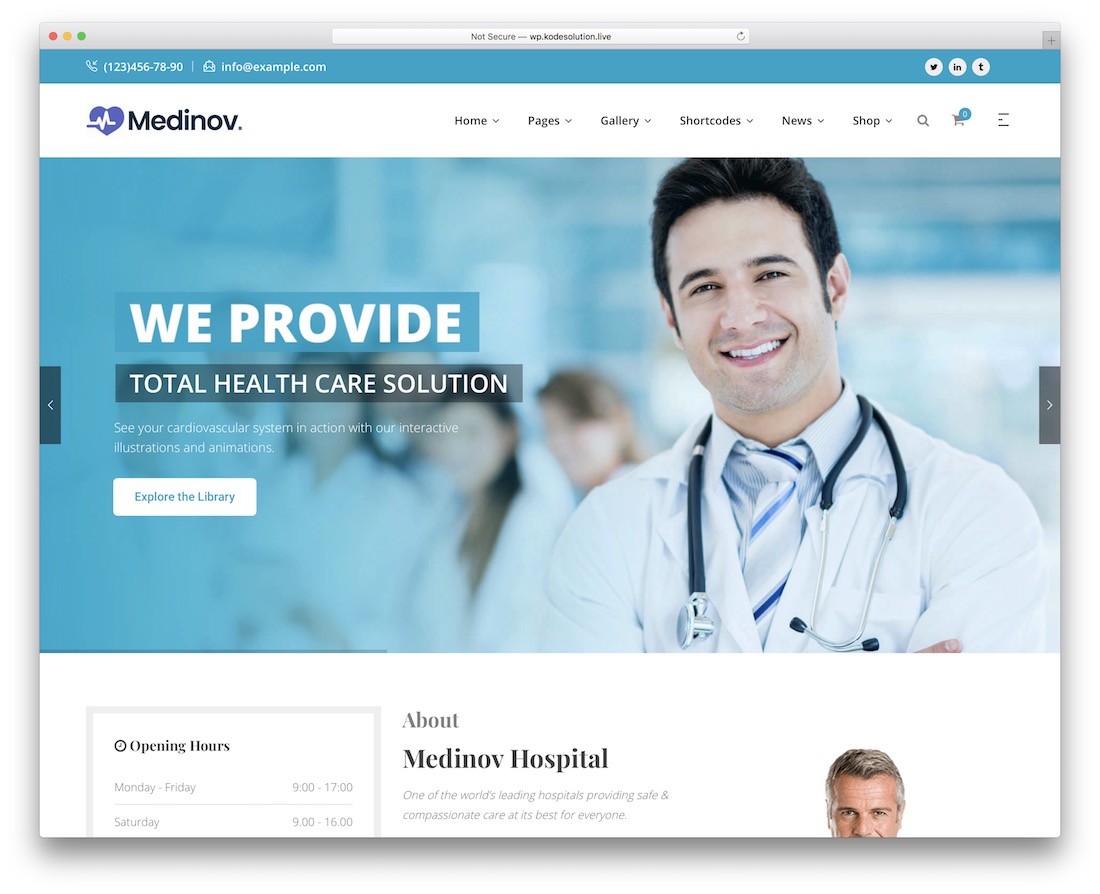 Not Secure — wp.kodesolution.live
(123)456-78-90 | info@example.com
Medinov.
Home Pages Gallery Shortcodes News Shop 0
WE PROVIDE
TOTAL HEALTH CARE SOLUTION
See your cardiovascular system in action with our interactive
illustrations and animations.
Explore the Library
Opening Hours
Monday - Friday 9:00 - 17:00
Saturday 9.00 - 16.00
About
Medinov Hospital
One of the world's leading hospitals providing safe &
compassionate care at its best for everyone.